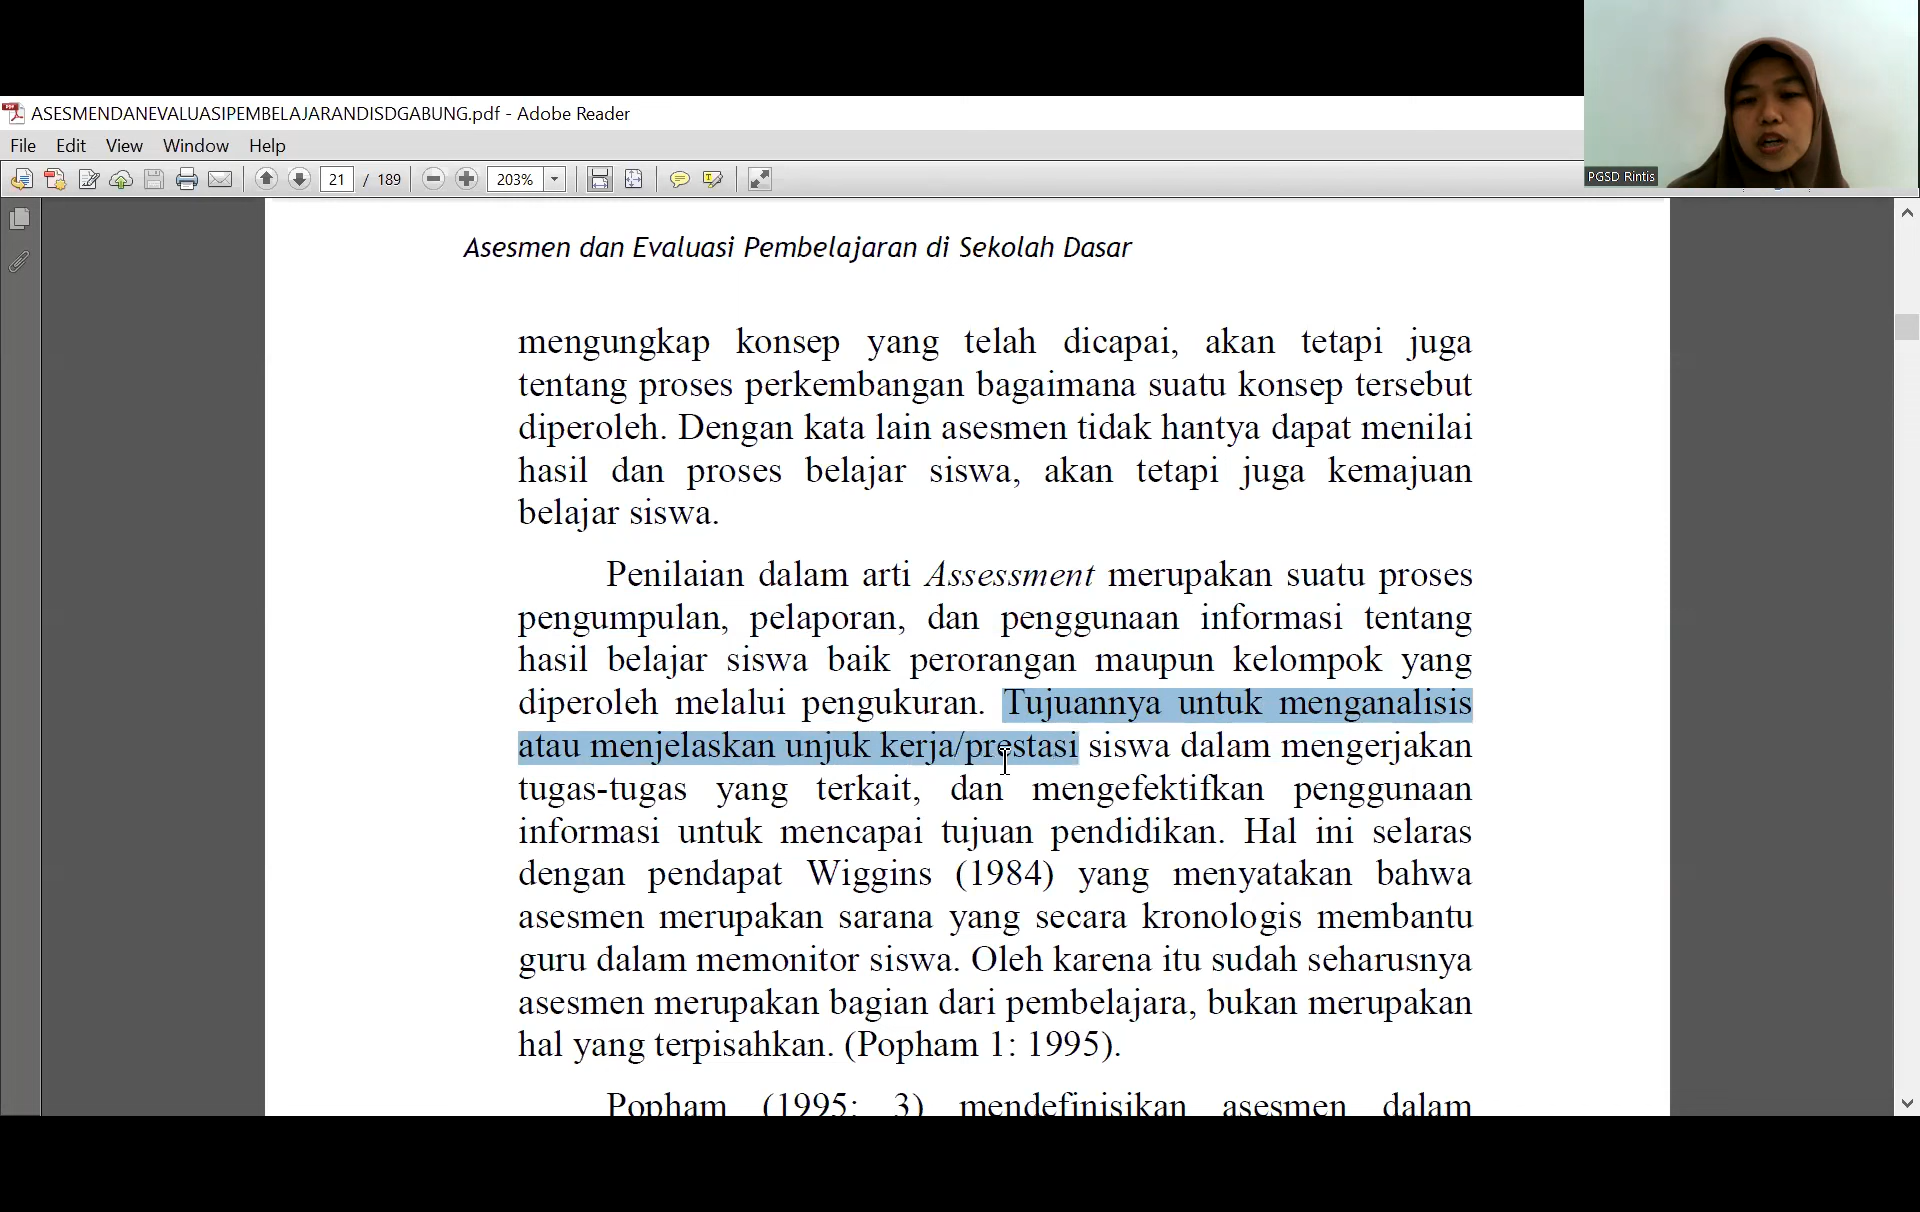 ASESMENDANEVALUASIPEMBELAJARANDISDGABUNG.pdf - Adobe Reader
File Edit View Window Help
21 / 189 203%
PGSD Rintis
Asesmen dan Evaluasi Pembelajaran di Sekolah Dasar
mengungkap konsep yang telah dicapai, akan tetapi juga
tentang proses perkembangan bagaimana suatu konsep tersebut
diperoleh. Dengan kata lain asesmen tidak hantya dapat menilai
hasil dan proses belajar siswa, akan tetapi juga kemajuan
belajar siswa.
Penilaian dalam arti Assessment merupakan suatu proses
pengumpulan, pelaporan, dan penggunaan informasi tentang
hasil belajar siswa baik perorangan maupun kelompok yang
diperoleh melalui pengukuran. Tujuannya untuk menganalisis
atau menjelaskan unjuk kerja/prestasi siswa dalam mengerjakan
tugas-tugas yang terkait, dan mengefektifkan penggunaan
informasi untuk mencapai tujuan pendidikan. Hal ini selaras
dengan pendapat Wiggins (1984) yang menyatakan bahwa
asesmen merupakan sarana yang secara kronologis membantu
guru dalam memonitor siswa. Oleh karena itu sudah seharusnya
asesmen merupakan bagian dari pembelajara, bukan merupakan
hal yang terpisahkan. (Popham 1: 1995).
Popham (1995: 3) mendefinisikan asesmen dalam